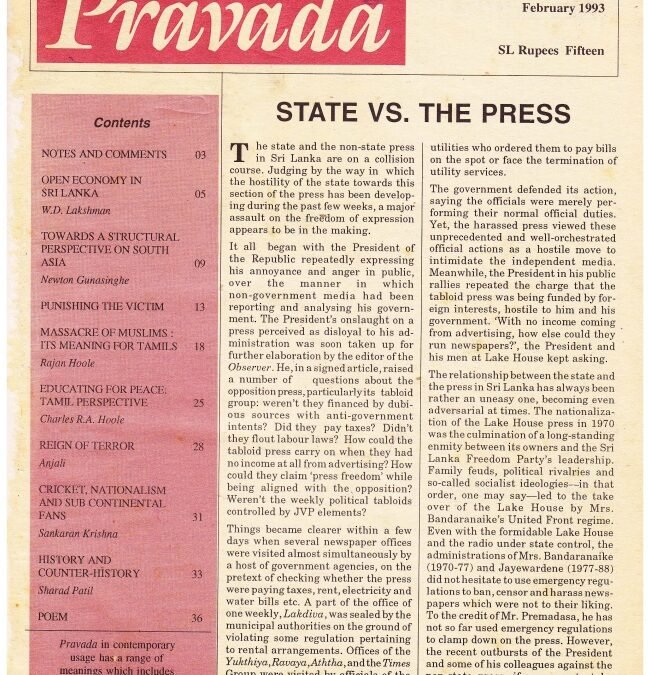 Pravada
February 1993
SL Rupees Fifteen
Contents
NOTES AND COMMENTS 03
OPEN ECONOMY IN
SRI LANKA 05
W.D. Lakshman
TOWARDS A STRUCTURAL
PERSPECTIVE ON SOUTH
ASIA 09
Newton Gunasinghe
PUNISHING THE VICTIM 13
MASSACRE OF MUSLIMS :
ITS MEANING FOR TAMILS 18
Rajan Hoole
EDUCATING FOR PEACE:
TAMIL PERSPECTIVE 25
Charles R.A. Hoole
REIGN OF TERROR 28
Anjali
CRICKET, NATIONALISM
AND SUB CONTINENTAL
FANS 31
Sankaran Krishna
HISTORY AND
COUNTER-HISTORY 33
Sharad Patil
POEM 36
Pravada in contemporary
usage has a range of
meanings which includes
STATE VS. THE PRESS
The state and the non-state press
in Sri Lanka are on a collision
course. Judging by the way in which
the hostility of the state towards this
section of the press has been develop-
ing during the past few weeks, a major
assault on the freedom of expression
appears to be in the making.
It all began with the President of
the Republic repeatedly expressing
his annoyance and anger in public,
over the manner in which
non-government media had been
reporting and analysing his govern-
ment. The President's onslaught on a
press perceived as disloyal to his ad-
ministration was soon taken up for
further elaboration by the editor of the
Observer. He, in a signed article, raised
a number of questions about the
opposition press, particularly its tabloid
group: weren't they financed by dubi-
ous sources with anti-government
intents? Did they pay taxes? Didn't
they flout labour laws? How could the
tabloid press carry on when they had
no income at all from advertising? How
could they claim 'press freedom' while
being aligned with the opposition?
Weren't the weekly political tabloids
controlled by JVP elements?
Things became clearer within a few
days when several newspaper offices
were visited almost simultaneously by
a host of government agencies, on the
pretext of checking whether the press
were paying taxes, rent, electricity and
water bills etc. A part of the office of
one weekly, Lakdiva, was sealed by the
municipal authorities on the ground of
violating some regulation pertaining
to rental arrangements. Offices of the
Yukthiya, Ravaya, Aththa, and the Times
Group were visited by officials of the
utilities who ordered them to pay bills
on the spot or face the termination of
utility services.
The government defended its action,
saying the officials were merely per-
forming their normal official duties.
Yet, the harassed press viewed these
unprecedented and well-orchestrated
official actions as a hostile move to
intimidate the independent media.
Meanwhile, the President in his public
rallies repeated the charge that the
tabloid press was being funded by for-
eign interests, hostile to him and his
government. 'With no income coming
from advertising, how else could they
run newspapers?', the President and
his men at Lake House kept asking.
The relationship between the state and
the press in Sri Lanka has always been
rather an uneasy one, becoming even
adversarial at times. The nationaliza-
tion of the Lake House press in 1970
was the culmination of a long-standing
enmity between its owners and the Sri
Lanka Freedom Party's leadership.
Family feuds, political rivalries and
so-called socialist ideologies—in that
order, one may say—led to the take
over of the Lake House by Mrs.
Bandaranaike's United Front regime.
Even with the formidable Lake House
and the radio under state control, the
administrations of Mrs. Bandaranaike
(1970-77) and Jayewardene (1977-88)
did not hesitate to use emergency regu-
lations to ban, censor and harass news-
papers which were not to their liking.
To the credit of Mr. Premadasa, he has
not so far used emergency regulations
to clamp down on the press. However,
the recent outbursts of the President
and some of his colleagues against the